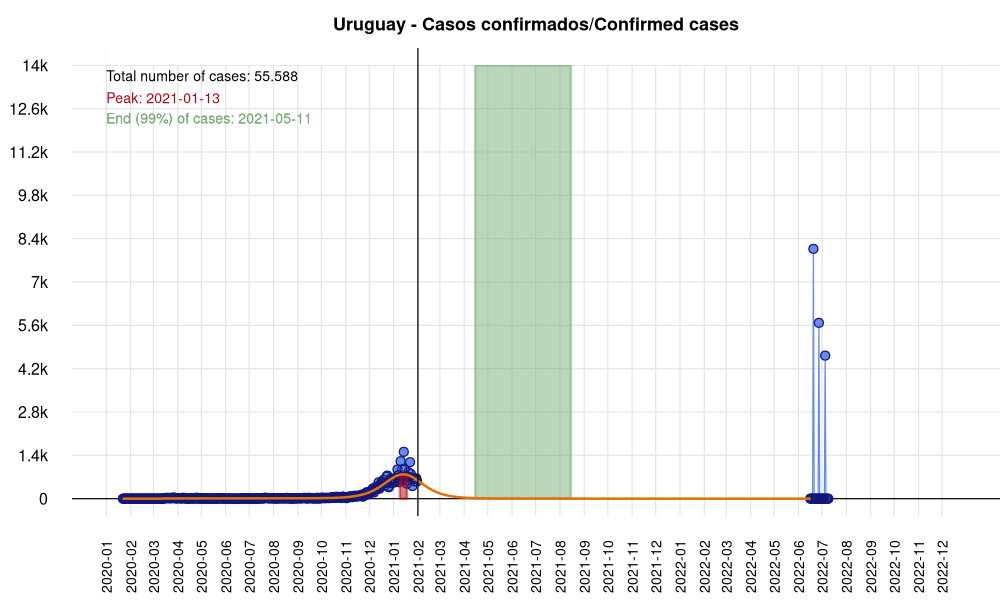 Uruguay - Casos confirmados/Confirmed cases
14k
12.6k
11.2k
9.8k
8.4k
7k
5.6k
4.2k
2.8k
1.4k
0
Total number of cases: 55.588
Peak: 2021-01-13
End (99%) of cases: 2021-05-11
2020-01
2020-02
2020-03
2020-04
2020-05
2020-06
2020-07
2020-08
2020-09
2020-10
2020-11
2020-12
2021-01
2021-02
2021-03
2021-04
2021-05
2021-06
2021-07
2021-08
2021-09
2021-10
2021-11
2021-12
2022-01
2022-02
2022-03
2022-04
2022-05
2022-06
2022-07
2022-08
2022-09
2022-10
2022-11
2022-12